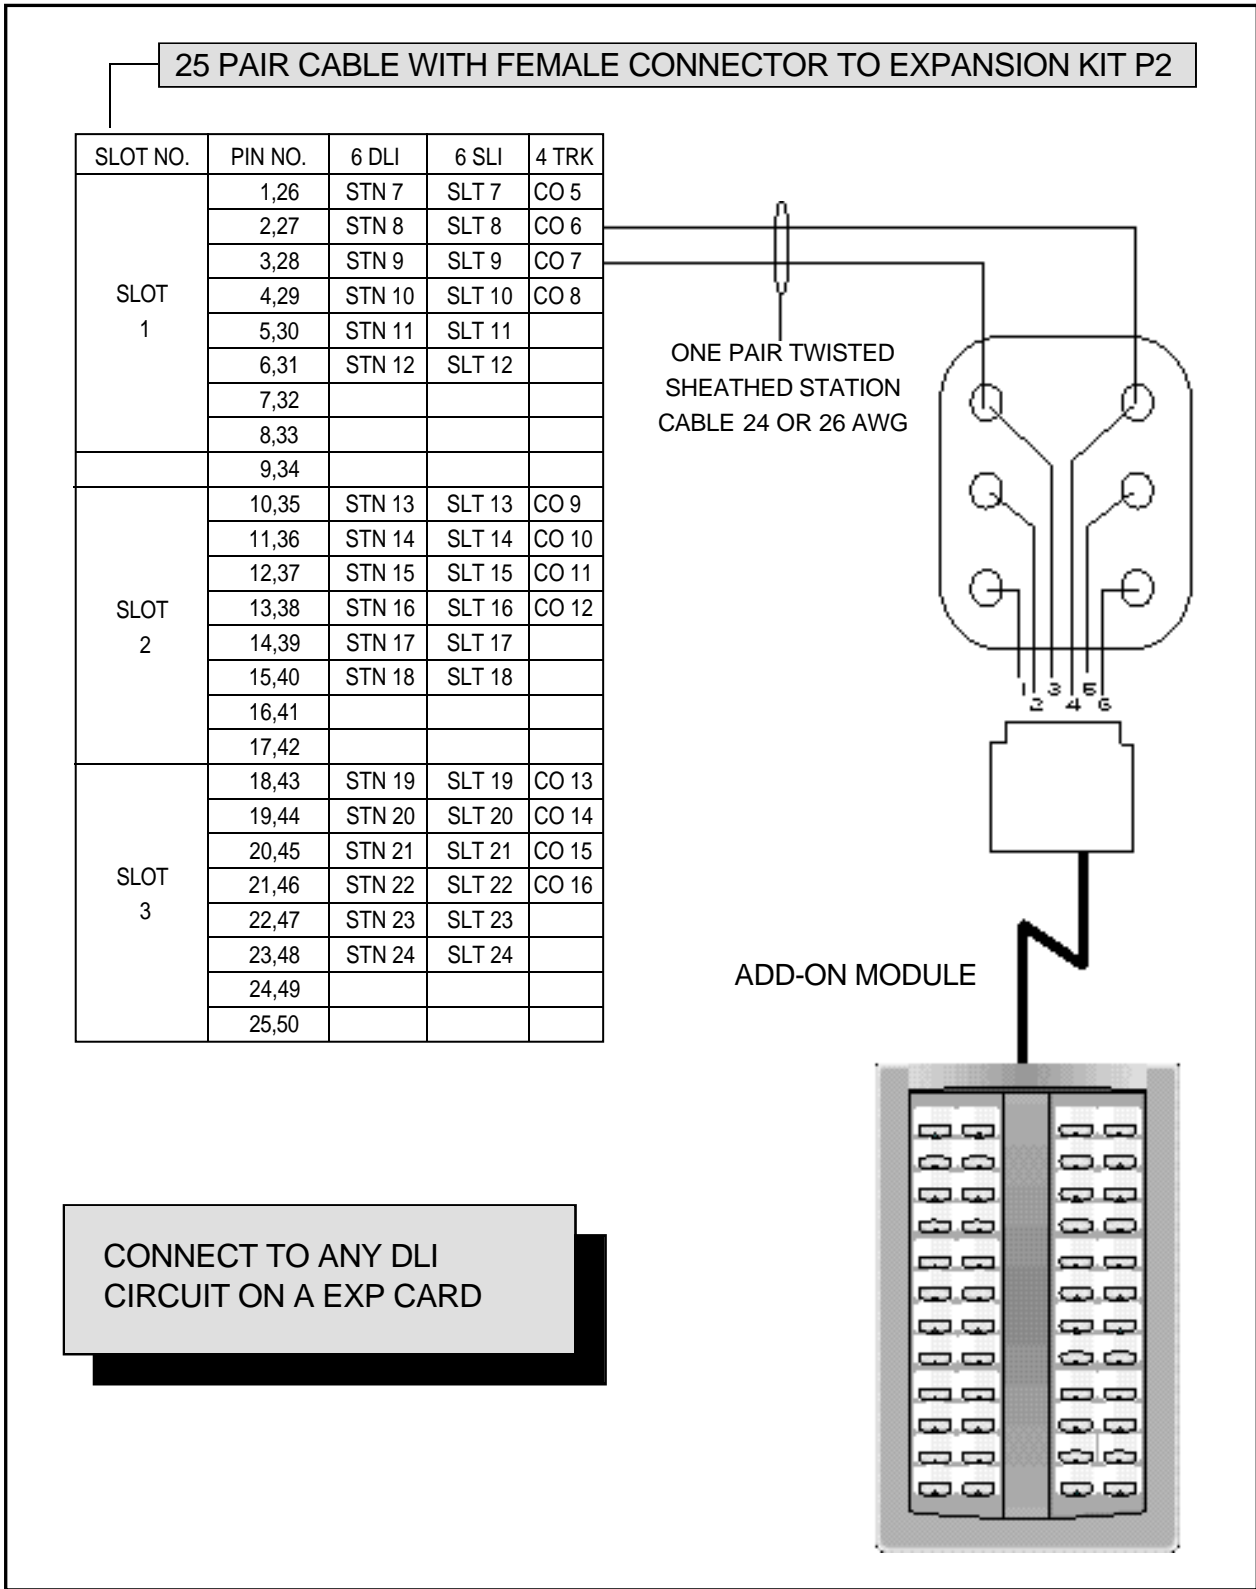 25 PAIR CABLE WITH FEMALE CONNECTOR TO EXPANSION KIT P2
SLOT NO. PIN NO. 6 DLI 6 SLI 4 TRK
SLOT
1
1,26 STN 7 SLT 7 CO 5
2,27 STN 8 SLT 8 CO 6
3,28 STN 9 SLT 9 CO 7
4,29 STN 10 SLT 10 CO 8
5,30 STN 11 SLT 11
6,31 STN 12 SLT 12
7,32
8,33
9,34
SLOT
2
10,35 STN 13 SLT 13 CO 9
11,36 STN 14 SLT 14 CO 10
12,37 STN 15 SLT 15 CO 11
13,38 STN 16 SLT 16 CO 12
14,39 STN 17 SLT 17
15,40 STN 18 SLT 18
16,41
17,42
SLOT
3
18,43 STN 19 SLT 19 CO 13
19,44 STN 20 SLT 20 CO 14
20,45 STN 21 SLT 21 CO 15
21,46 STN 22 SLT 22 CO 16
22,47 STN 23 SLT 23
23,48 STN 24 SLT 24
24,49
25,50
ONE PAIR TWISTED
SHEATHED STATION
CABLE 24 OR 26 AWG
1 2 3 4 5 6
ADD-ON MODULE
CONNECT TO ANY DLI
CIRCUIT ON A EXP CARD